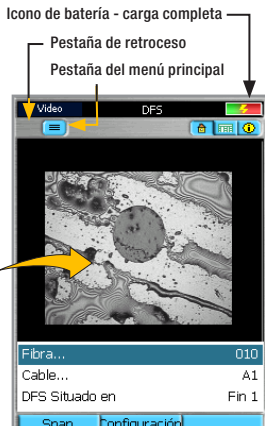 Icono de batería - carga completa
Pestaña de retroceso
Pestaña del menú principal
Video DFS
Fibra... 010
Cable... A1
DFS Situado en Fin 1
Snap Configuración